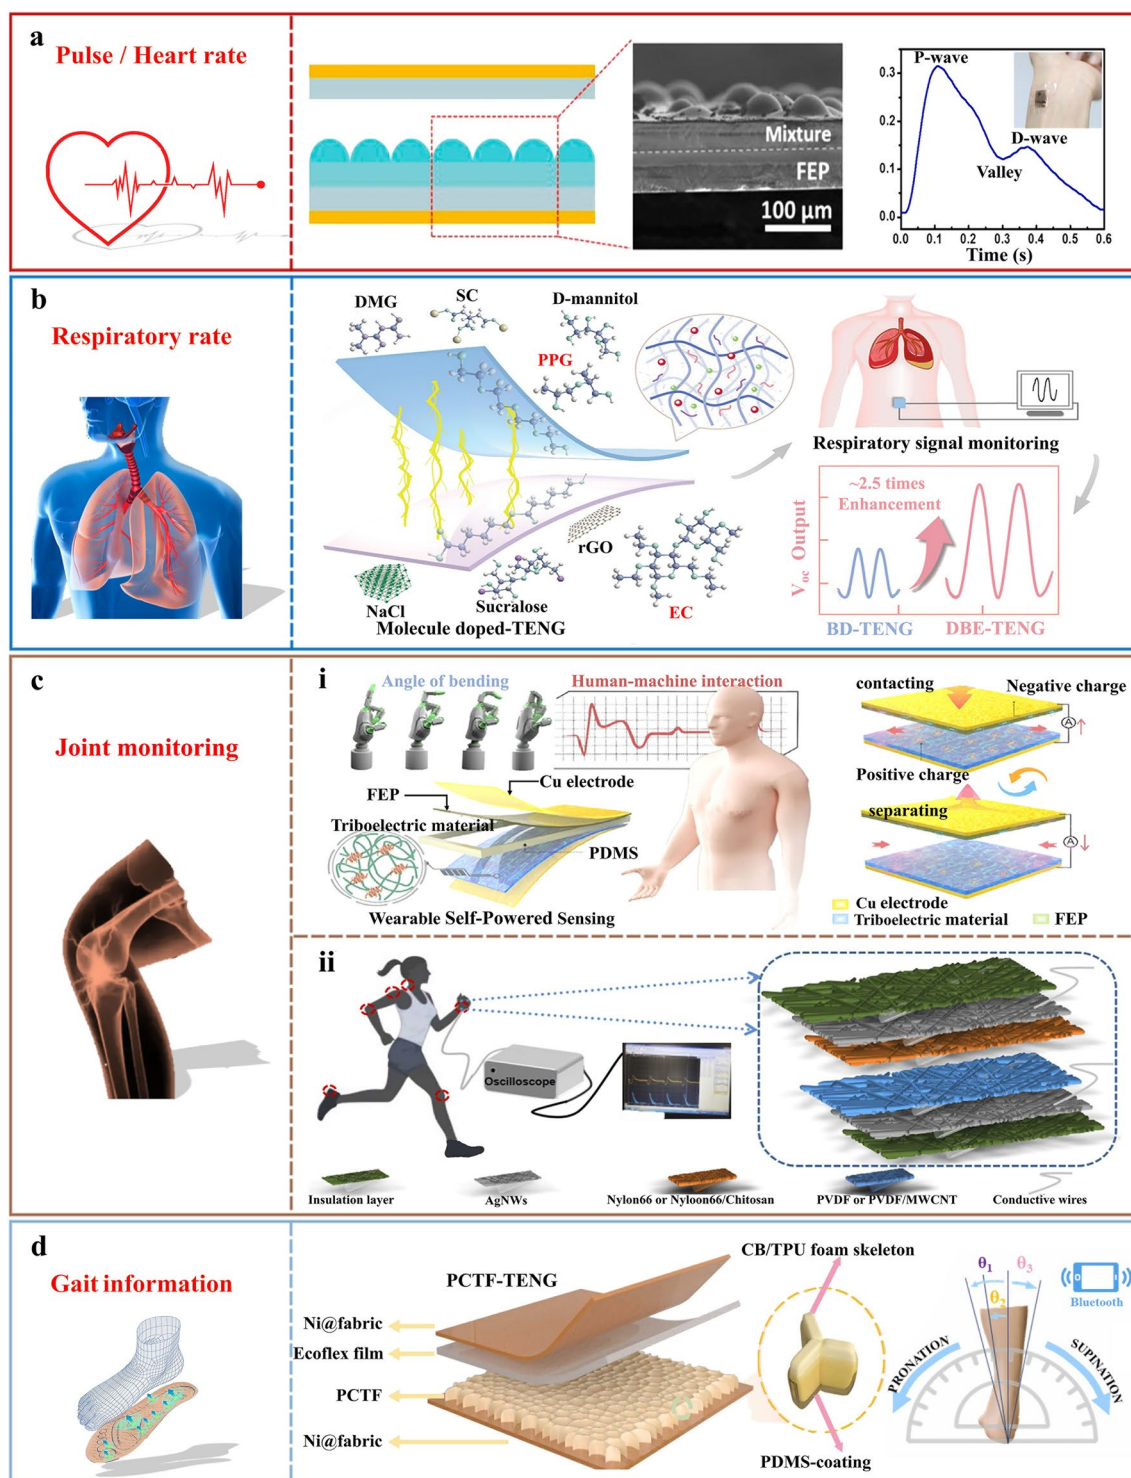 a
Pulse / Heart rate
Mixture
FEP
100 μm
0.3
0.2
0.1
0.0
P-wave
D-wave
Valley
0.0 0.1 0.2 0.3 0.4 0.5 0.6
Time (s)
b
Respiratory rate
DMG
SC
D-mannitol
PPG
rGO
NaCl
Sucralose
EC
Molecule doped-TENG
Respiratory signal monitoring
~2.5 times
Enhancement
Voc Output
BD-TENG
DBE-TENG
c
Joint monitoring
i
Angle of bending
Human-machine interaction
Cu electrode
FEP
Triboelectric material
PDMS
Wearable Self-Powered Sensing
contacting
Negative charge
A
Positive charge
separating
A
Cu electrode
Triboelectric material
FEP
ii
Oscilloscope
Insulation layer
AgNWs
Nylon66 or Nyloon66/Chitosan
PVDF or PVDF/MWCNT
Conductive wires
d
Gait information
PCTF-TENG
Ni@fabric
Ecoflex film
PCTF
Ni@fabric
CB/TPU foam skeleton
PDMS-coating
θ1
θ2
θ3
Bluetooth
PRONATION
SUPINATION